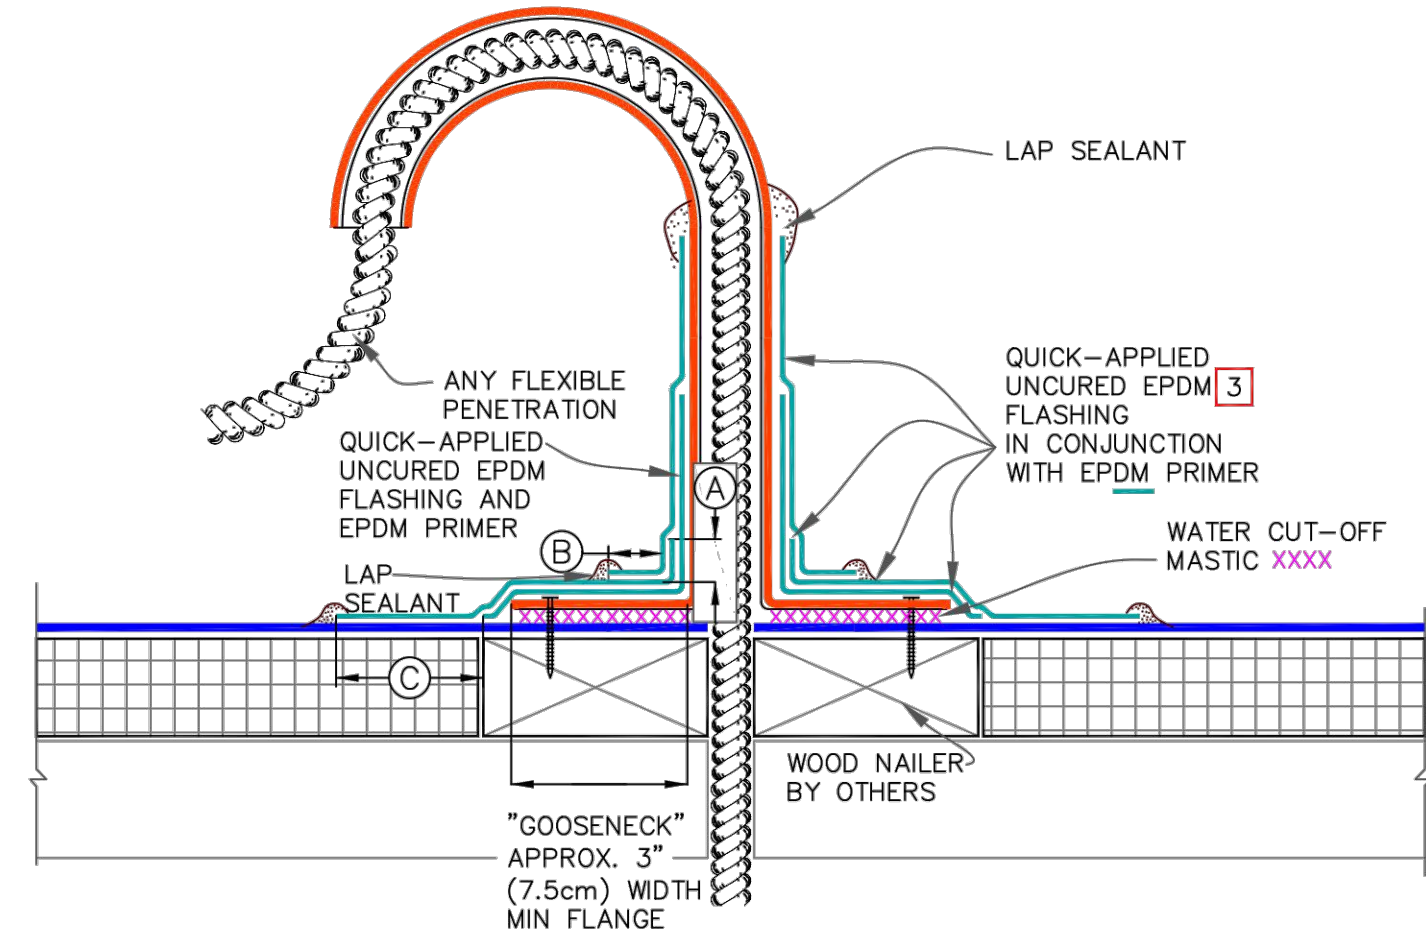 LAP SEALANT
ANY FLEXIBLE
PENETRATION
QUICK-APPLIED
UNCURED EPDM
FLASHING AND
EPDM PRIMER
QUICK-APPLIED
UNCURED EPDM 3
FLASHING
IN CONJUNCTION
WITH EPDM PRIMER
A
B
WATER CUT-OFF
MASTIC XXXX
LAP
SEALANT
C
WOOD NAILER
BY OTHERS
"GOOSENECK"
APPROX. 3"
(7.5cm) WIDTH
MIN FLANGE